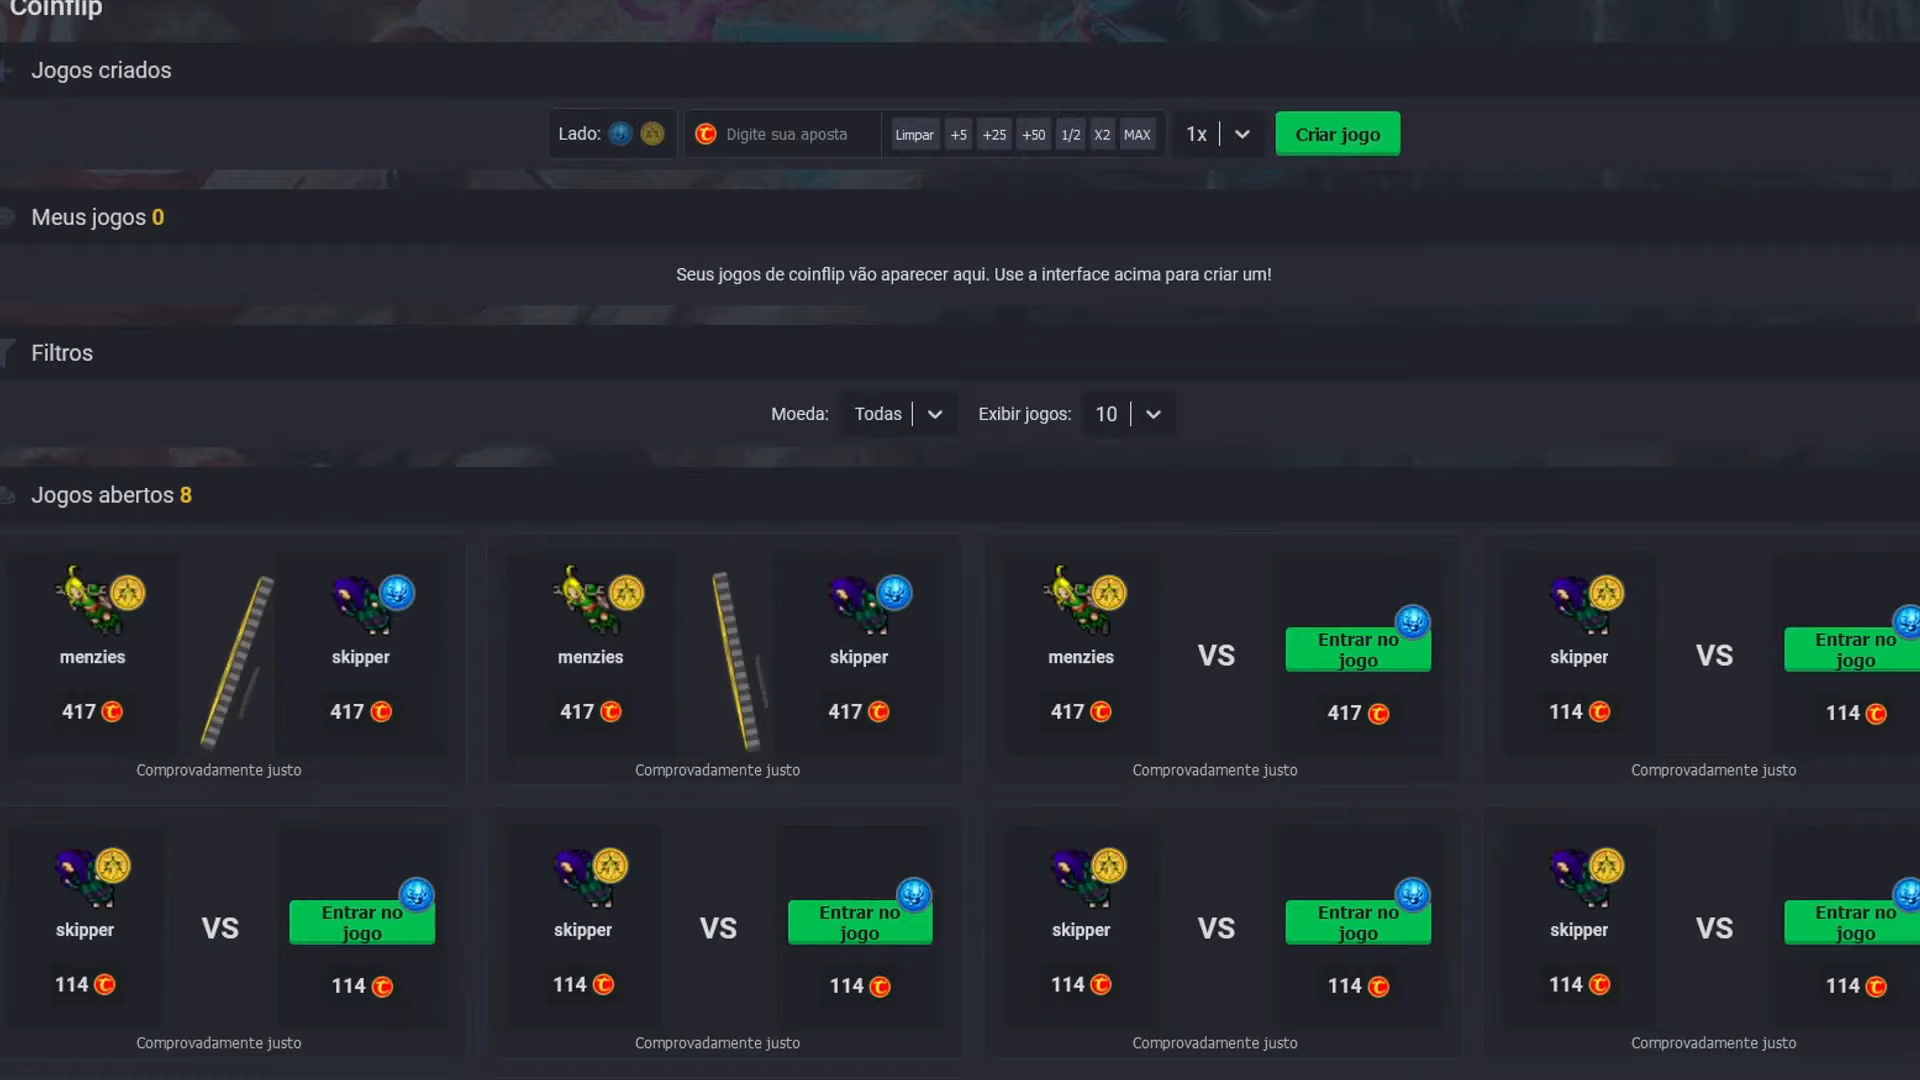 Coinflip
Jogos criados
Lado: Digite sua aposta Limpar +5 +25 +50 1/2 X2 MAX 1x Criar jogo
Meus jogos 0
Seus jogos de coinflip vão aparecer aqui. Use a interface acima para criar um!
Filtros
Moeda: Todas Exibir jogos: 10
Jogos abertos 8
menzies
417
skipper
417
Comprovadamente justo
menzies
417
skipper
417
Comprovadamente justo
menzies
417
VS
Entrar no
jogo
417
Comprovadamente justo
skipper
114
VS
Entrar no
jogo
114
Comprovadamente justo
skipper
114
VS
Entrar no
jogo
114
Comprovadamente justo
skipper
114
VS
Entrar no
jogo
114
Comprovadamente justo
skipper
114
VS
Entrar no
jogo
114
Comprovadamente justo
skipper
114
VS
Entrar no
jogo
114
Comprovadamente justo